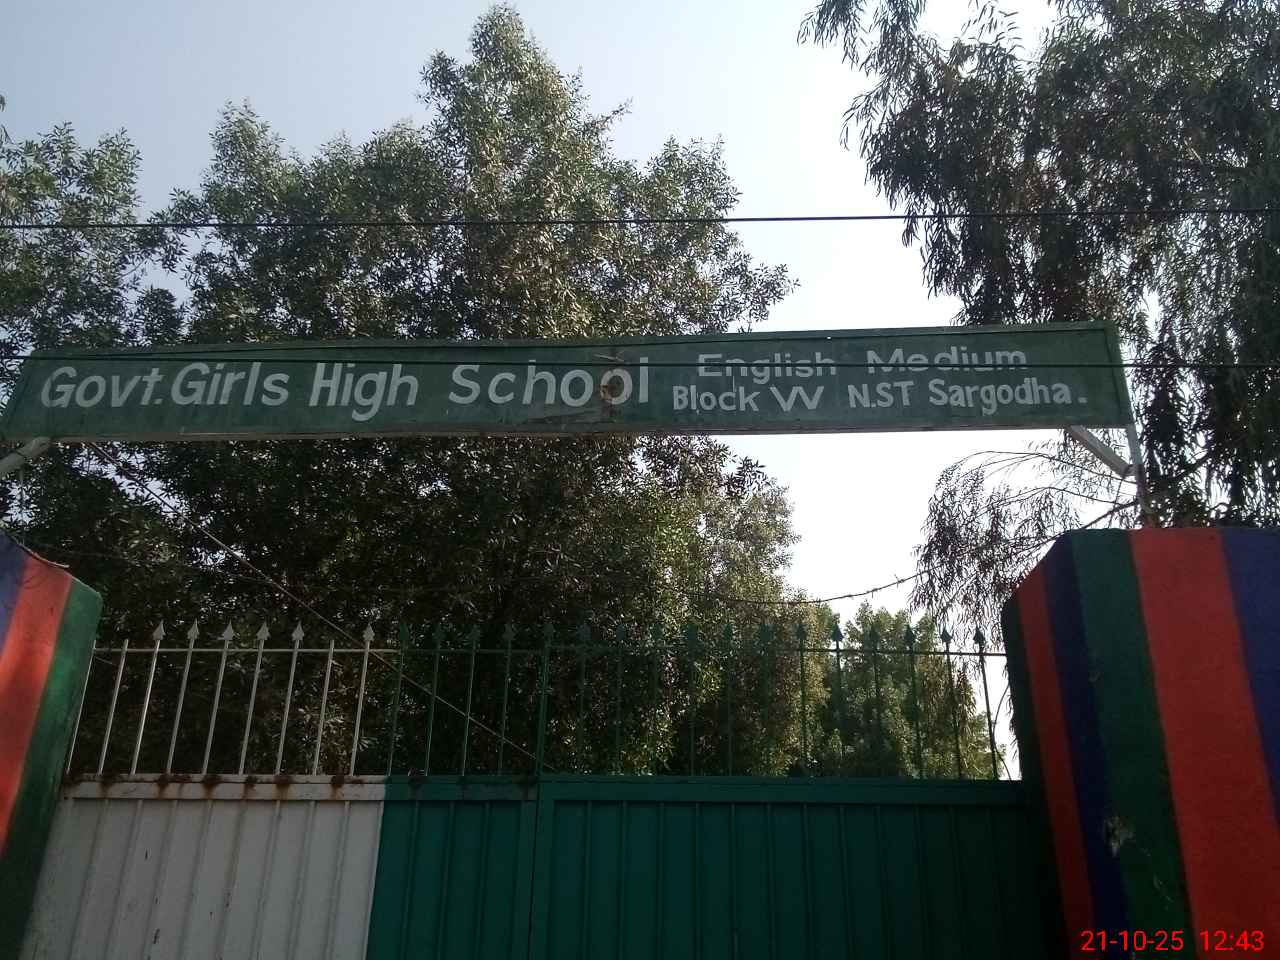 Govt. Girls High School
English Medium
Block W N.ST Sargodha.
21-10-25 12:43